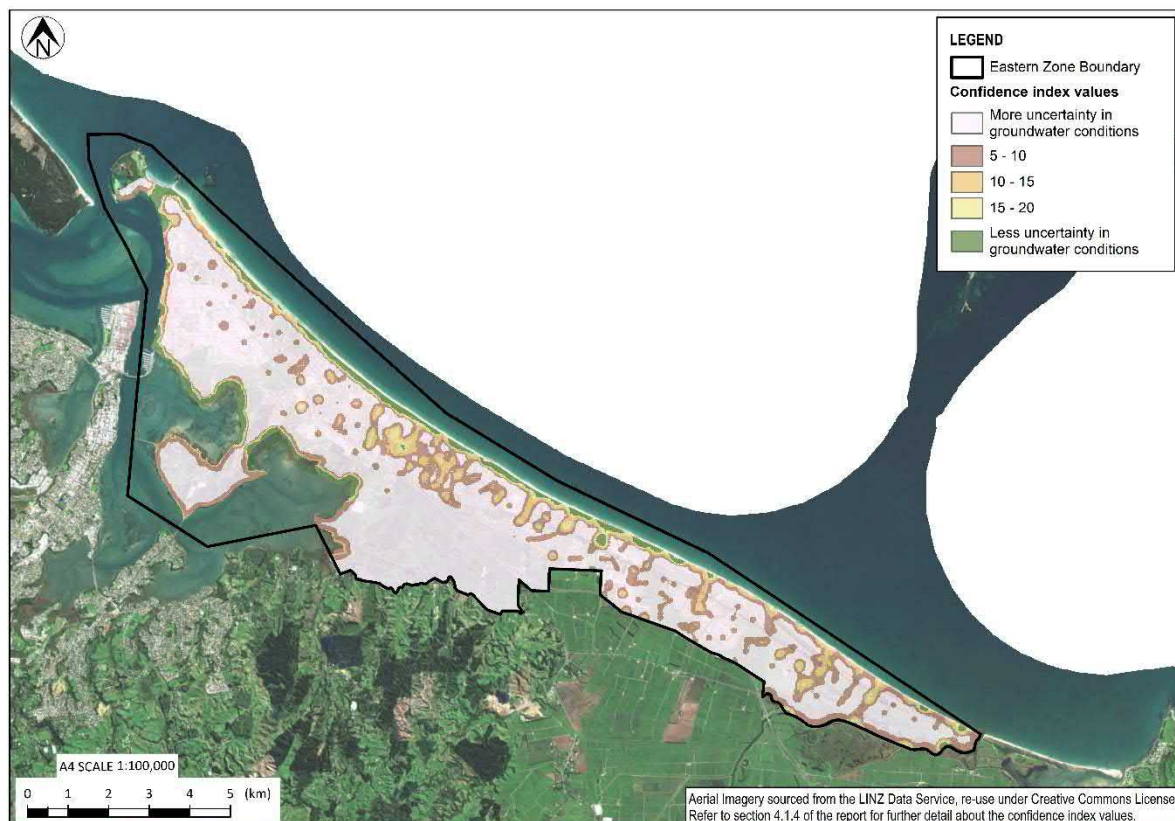 N
LEGEND
Eastern Zone Boundary
Confidence index values
More uncertainty in
groundwater conditions
5 - 10
10 - 15
15 - 20
Less uncertainty in
groundwater conditions
A4 SCALE 1:100,000
0 1 2 3 4 5 (km)
Aerial Imagery sourced from the LINZ Data Service, re-use under Creative Commons License
Refer to section 4.1.4 of the report for further detail about the confidence index values.